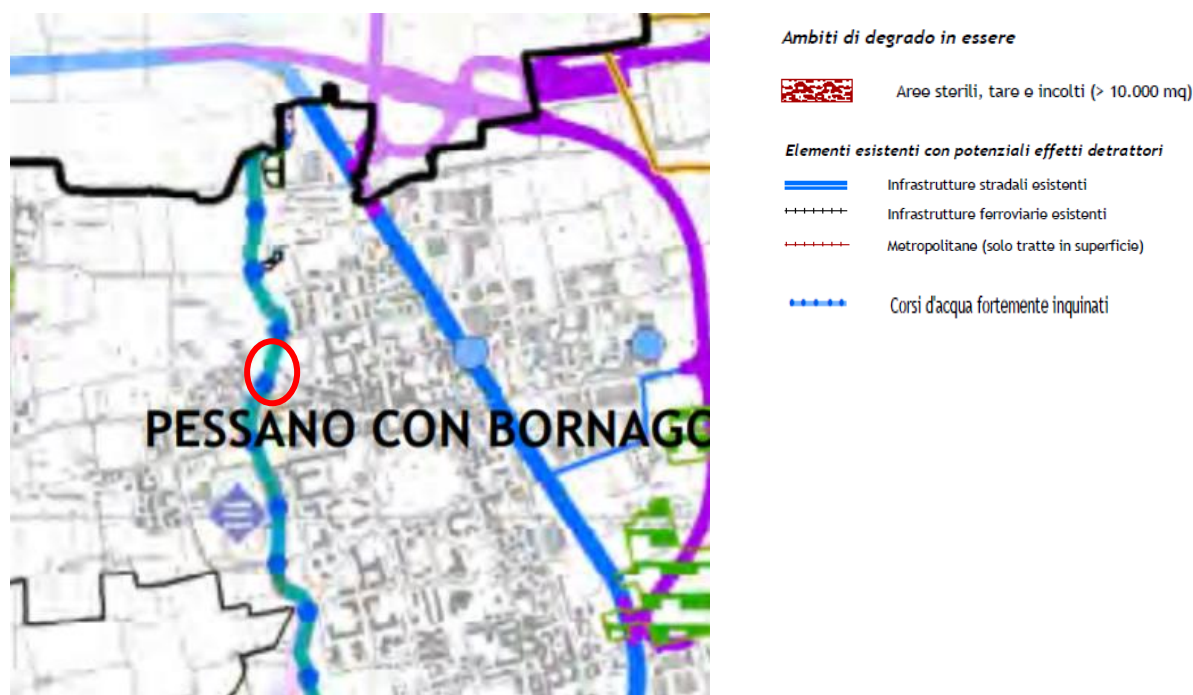 PESSANO CON BORNAGO
Ambiti di degrado in essere
Aree sterili, tare e incolti (> 10.000 mq)
Elementi esistenti con potenziali effetti detrattori
Infrastrutture stradali esistenti
Infrastrutture ferroviarie esistenti
Metropolitane (solo tratte in superficie)
Corsi d'acqua fortemente inquinati